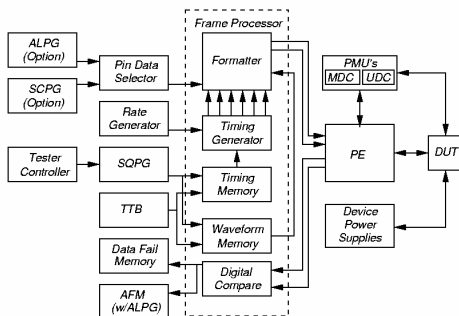 Frame Processor
ALPG
(Option)
SCPG
(Option)
Pin Data
Selector
Formatter
PMU's
MDC
UDC
Rate
Generator
Timing
Generator
PE
DUT
Tester
Controller
SQPG
Timing
Memory
TTB
Waveform
Memory
Device
Power
Supplies
Data Fail
Memory
Digital
Compare
AFM
(w/ALPG)